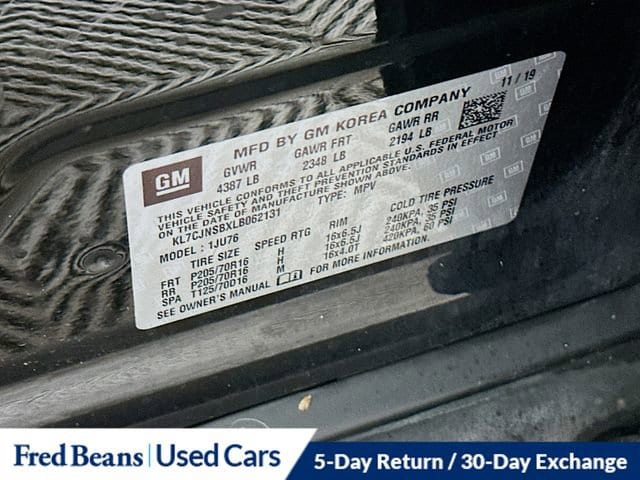 11 / 19
MFD BY GM KOREA COMPANY
GM
GVWR GAWR FRT GAWR RR
4387 LB 2348 LB 2194 LB
THIS VEHICLE CONFORMS TO ALL APPLICABLE U.S. FEDERAL MOTOR
VEHICLE SAFETY AND THEFT PREVENTION STANDARDS IN EFFECT
ON THE DATE OF MANUFACTURE SHOWN ABOVE.
KL7CJNSBXLB062131 TYPE: MPV
MODEL : 1JU76
TIRE SIZE SPEED RTG RIM COLD TIRE PRESSURE
FRT P205/70R16 H 16x6.5J 240KPA, 35 PSI
RR P205/70R16 H 16x6.5J 240KPA, 35 PSI
SPA T125/70D16 M 16x4.0T 420KPA, 60 PSI
SEE OWNER'S MANUAL FOR MORE INFORMATION.
Fred Beans | Used Cars 5-Day Return / 30-Day Exchange